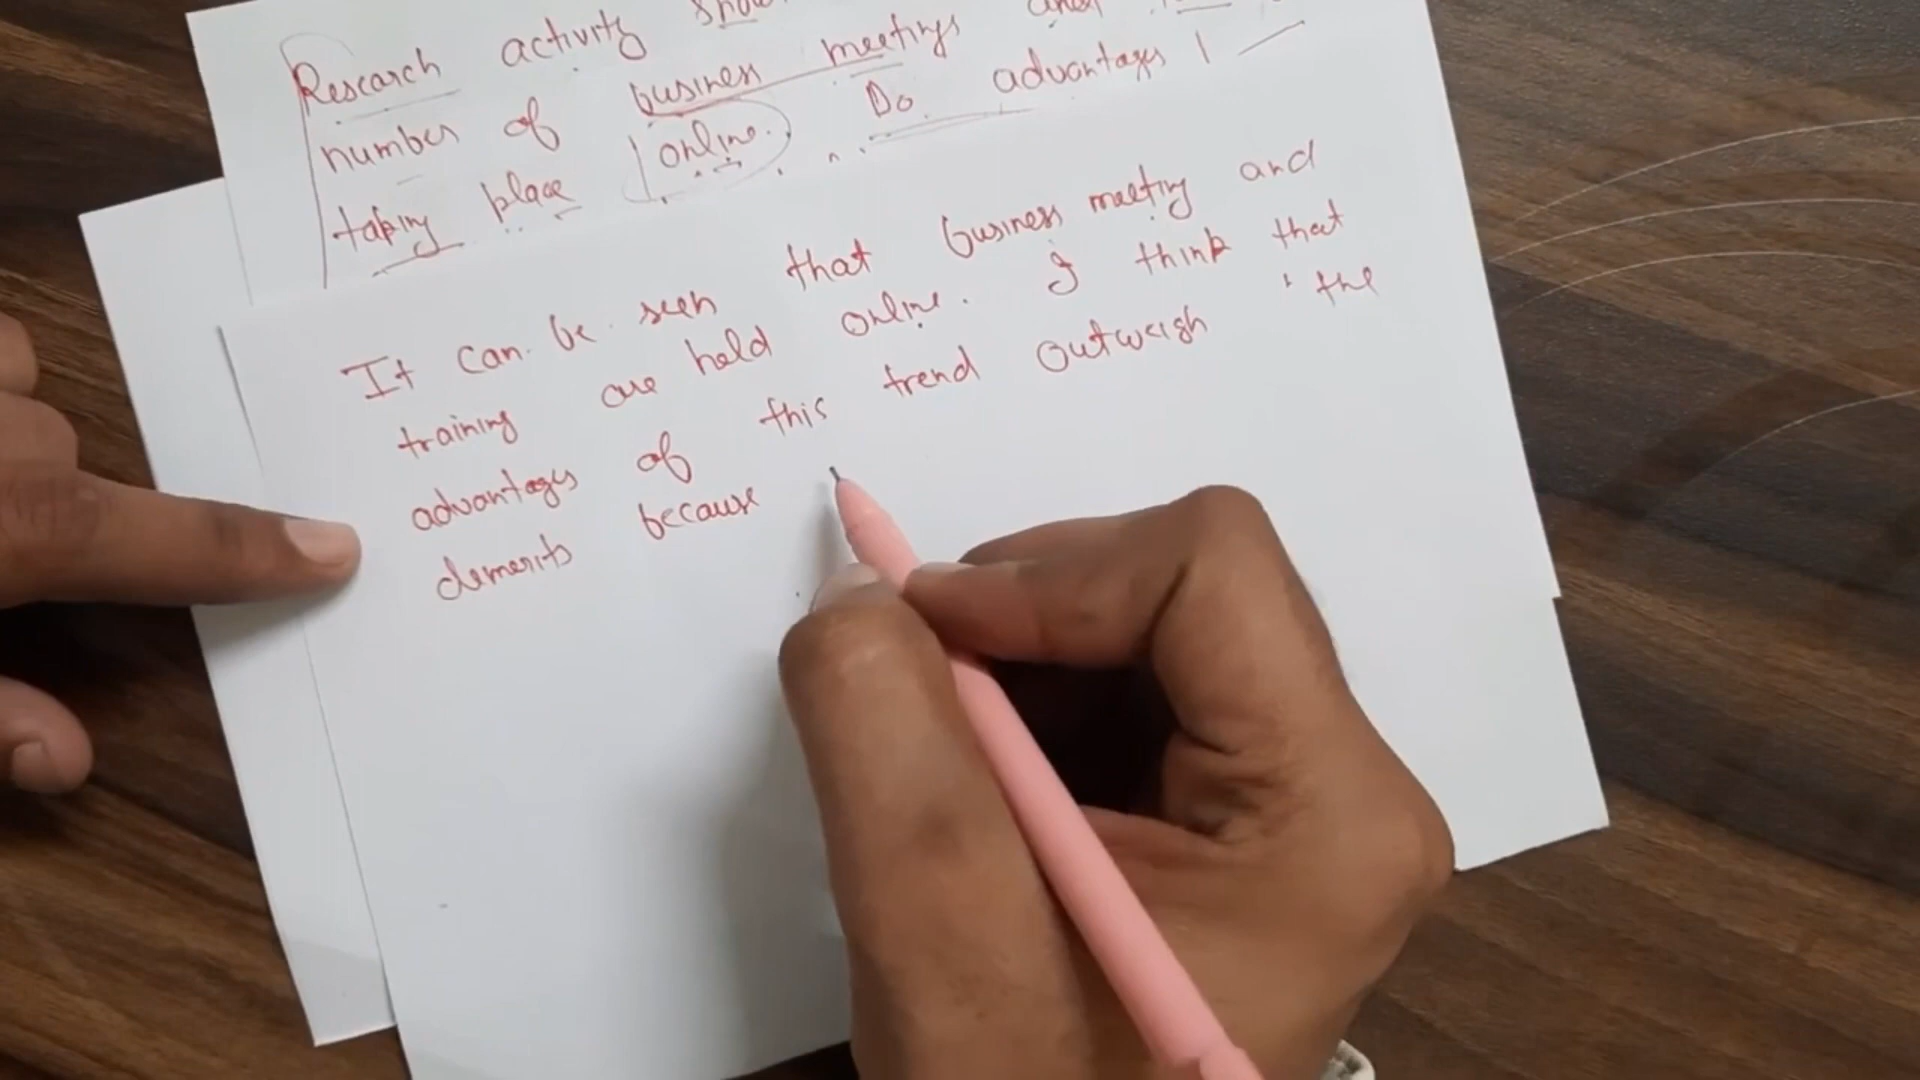 Research activity
number of business meetings and
taking place online. Do advantages
It can be seen that business meeting and
training are held online. I think that
advantages of this trend outweigh the
demerits because